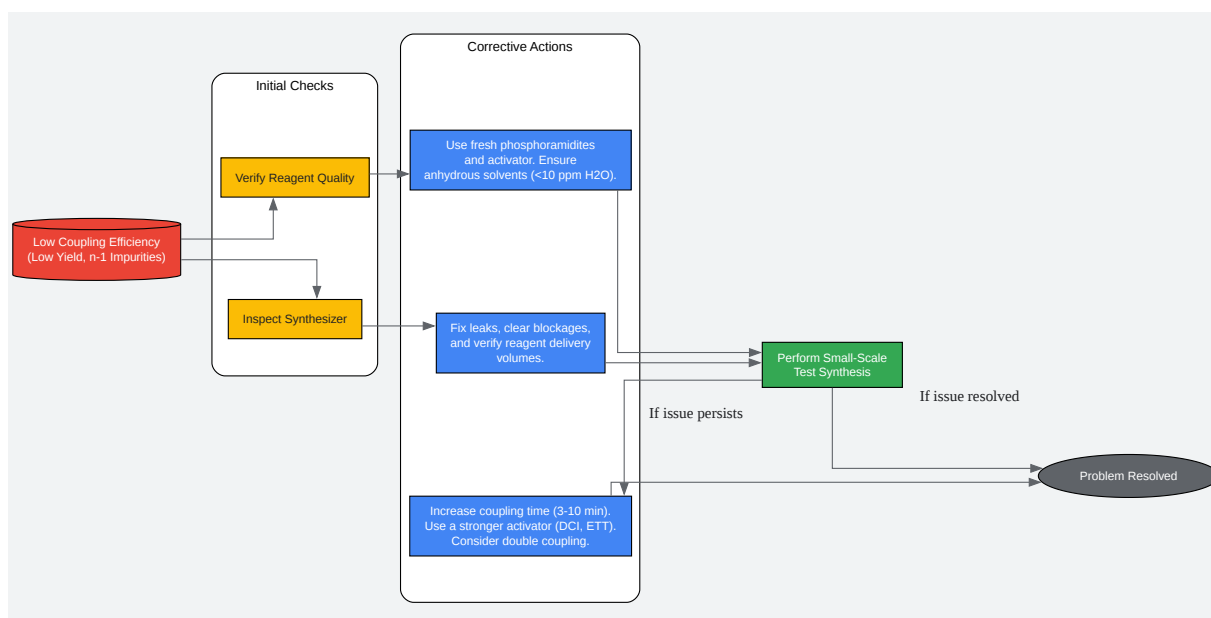 Corrective Actions
Initial Checks
Use fresh phosphoramidites
and activator. Ensure
anhydrous solvents (<10 ppm H2O).
Verify Reagent Quality
Low Coupling Efficiency
(Low Yield, n-1 Impurities)
Inspect Synthesizer
Fix leaks, clear blockages,
and verify reagent delivery
volumes.
Perform Small-Scale
Test Synthesis
If issue resolved
If issue persists
Problem Resolved
Increase coupling time (3-10 min).
Use a stronger activator (DCI, ETT).
Consider double coupling.